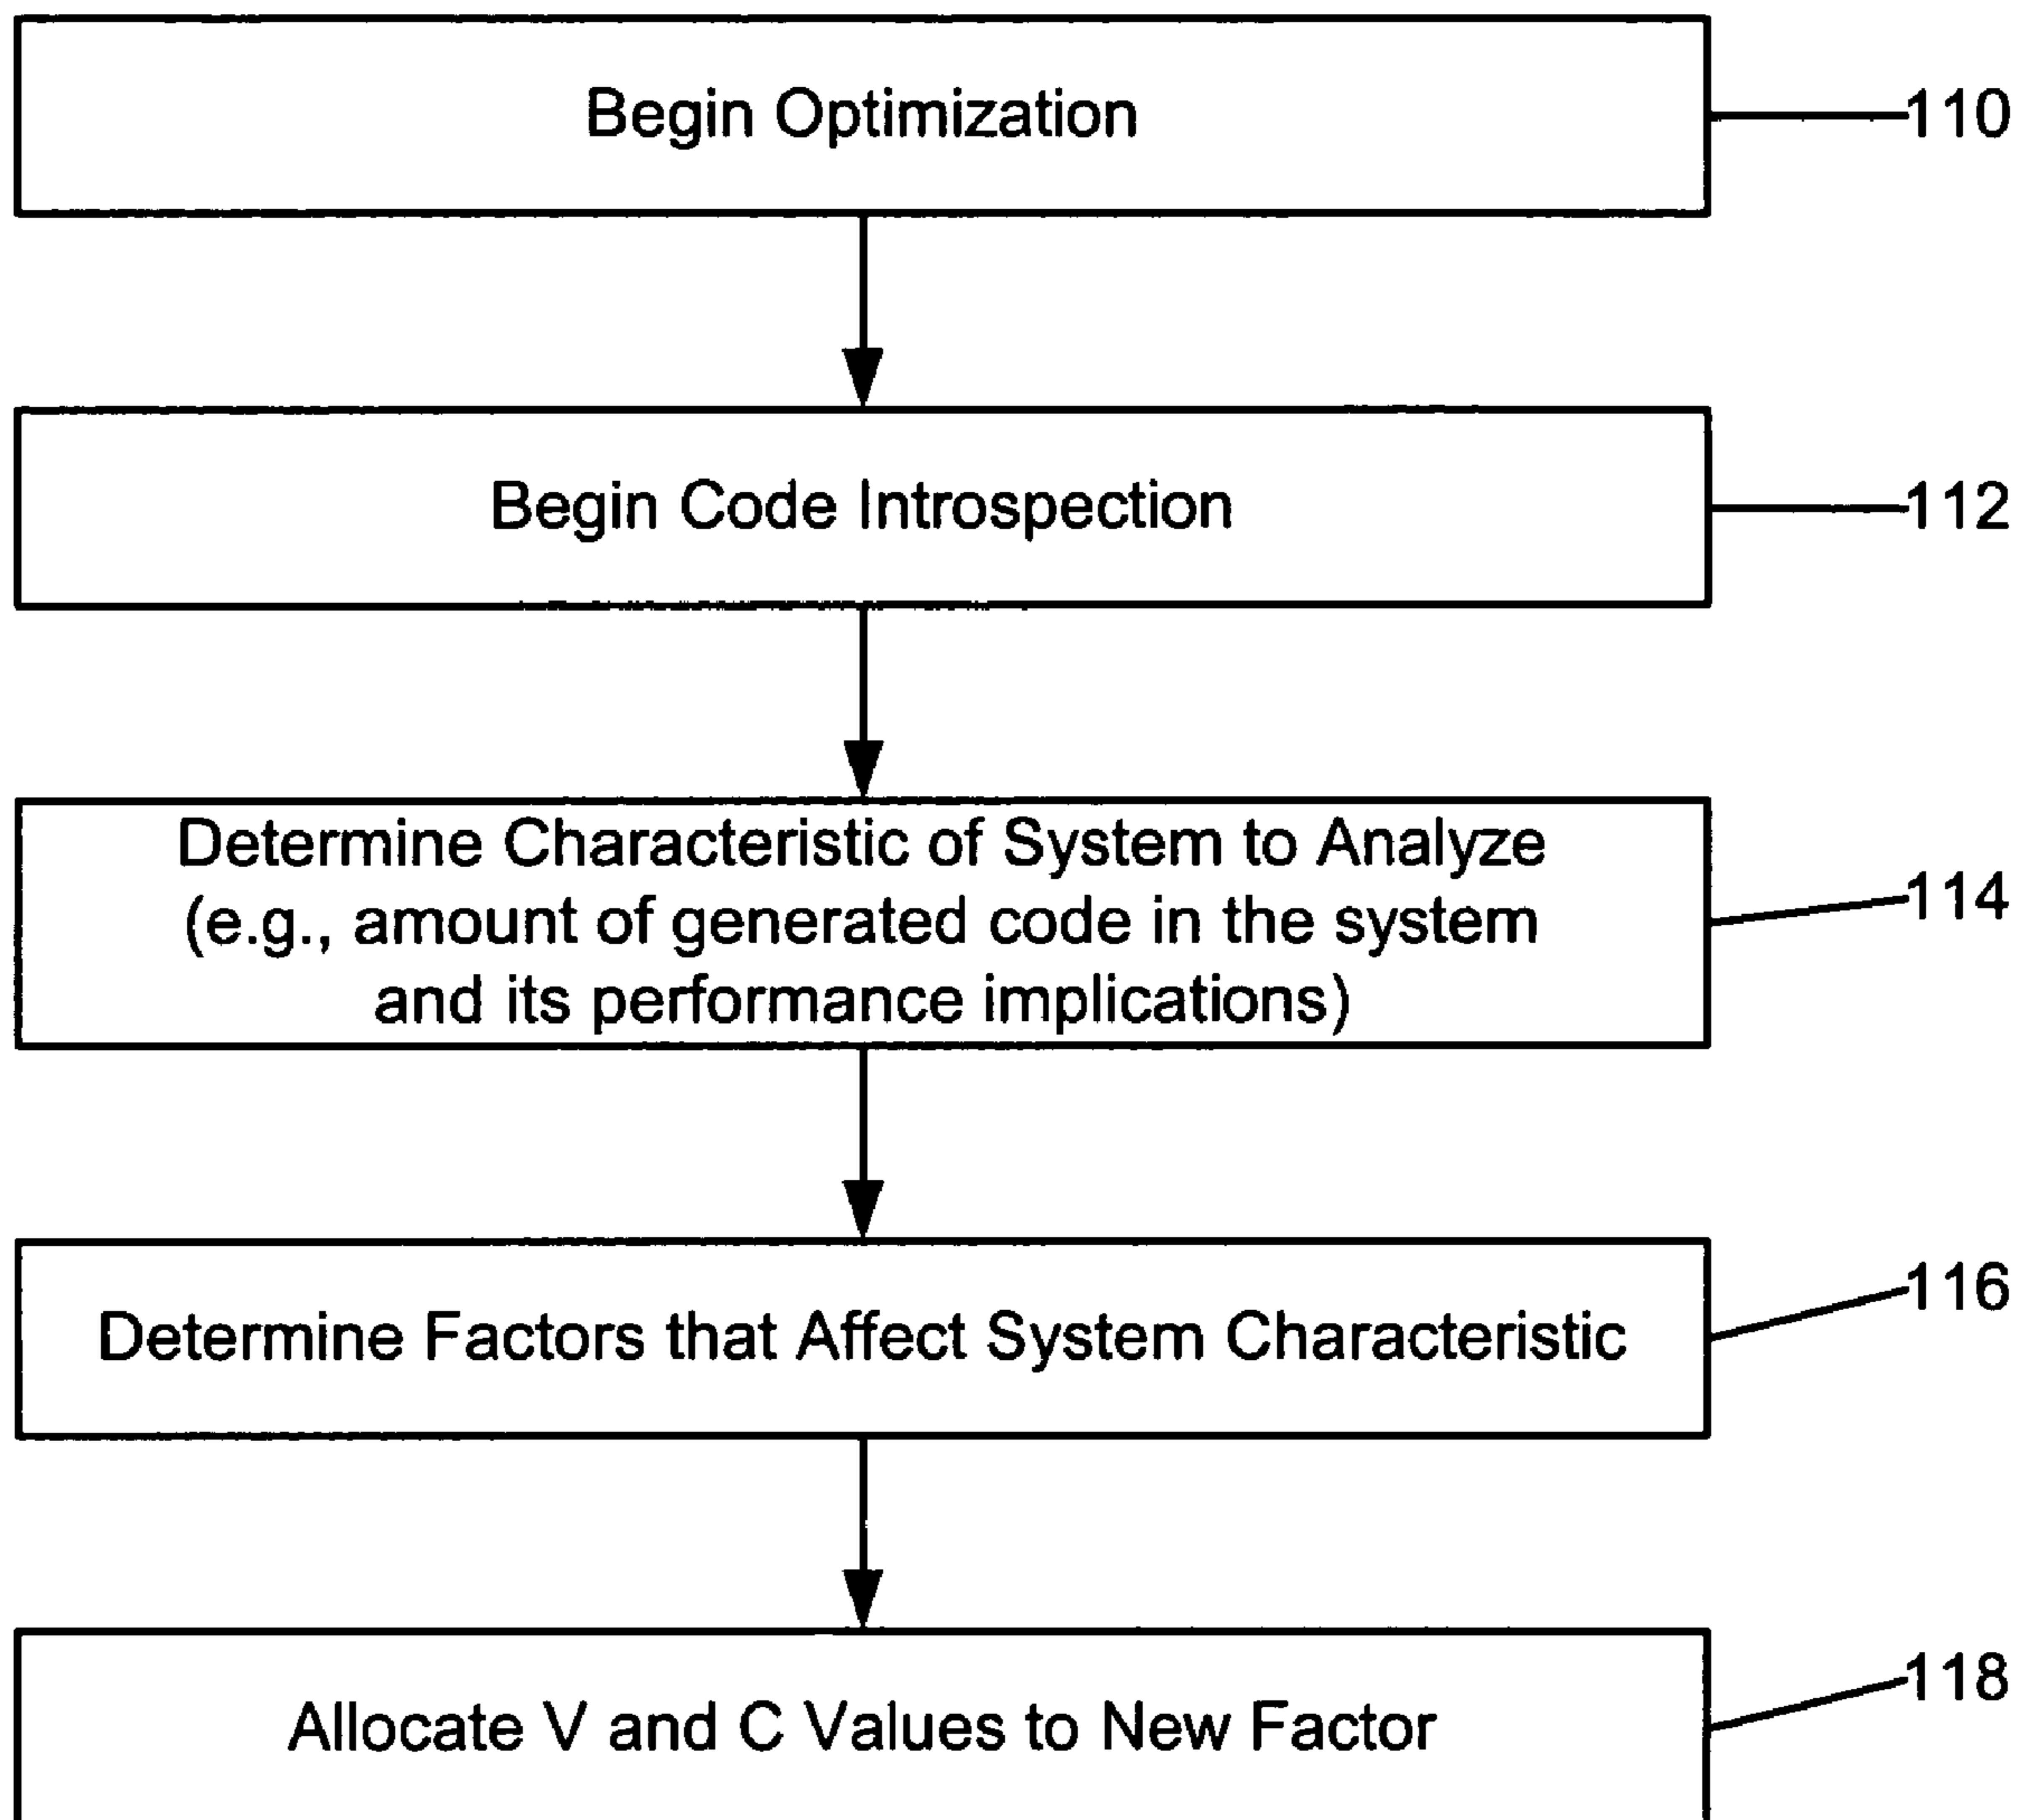 Begin Optimization
110
Begin Code Introspection
112
Determine Characteristic of System to Analyze
(e.g., amount of generated code in the system
and its performance implications)
114
Determine Factors that Affect System Characteristic
116
Allocate V and C Values to New Factor
118